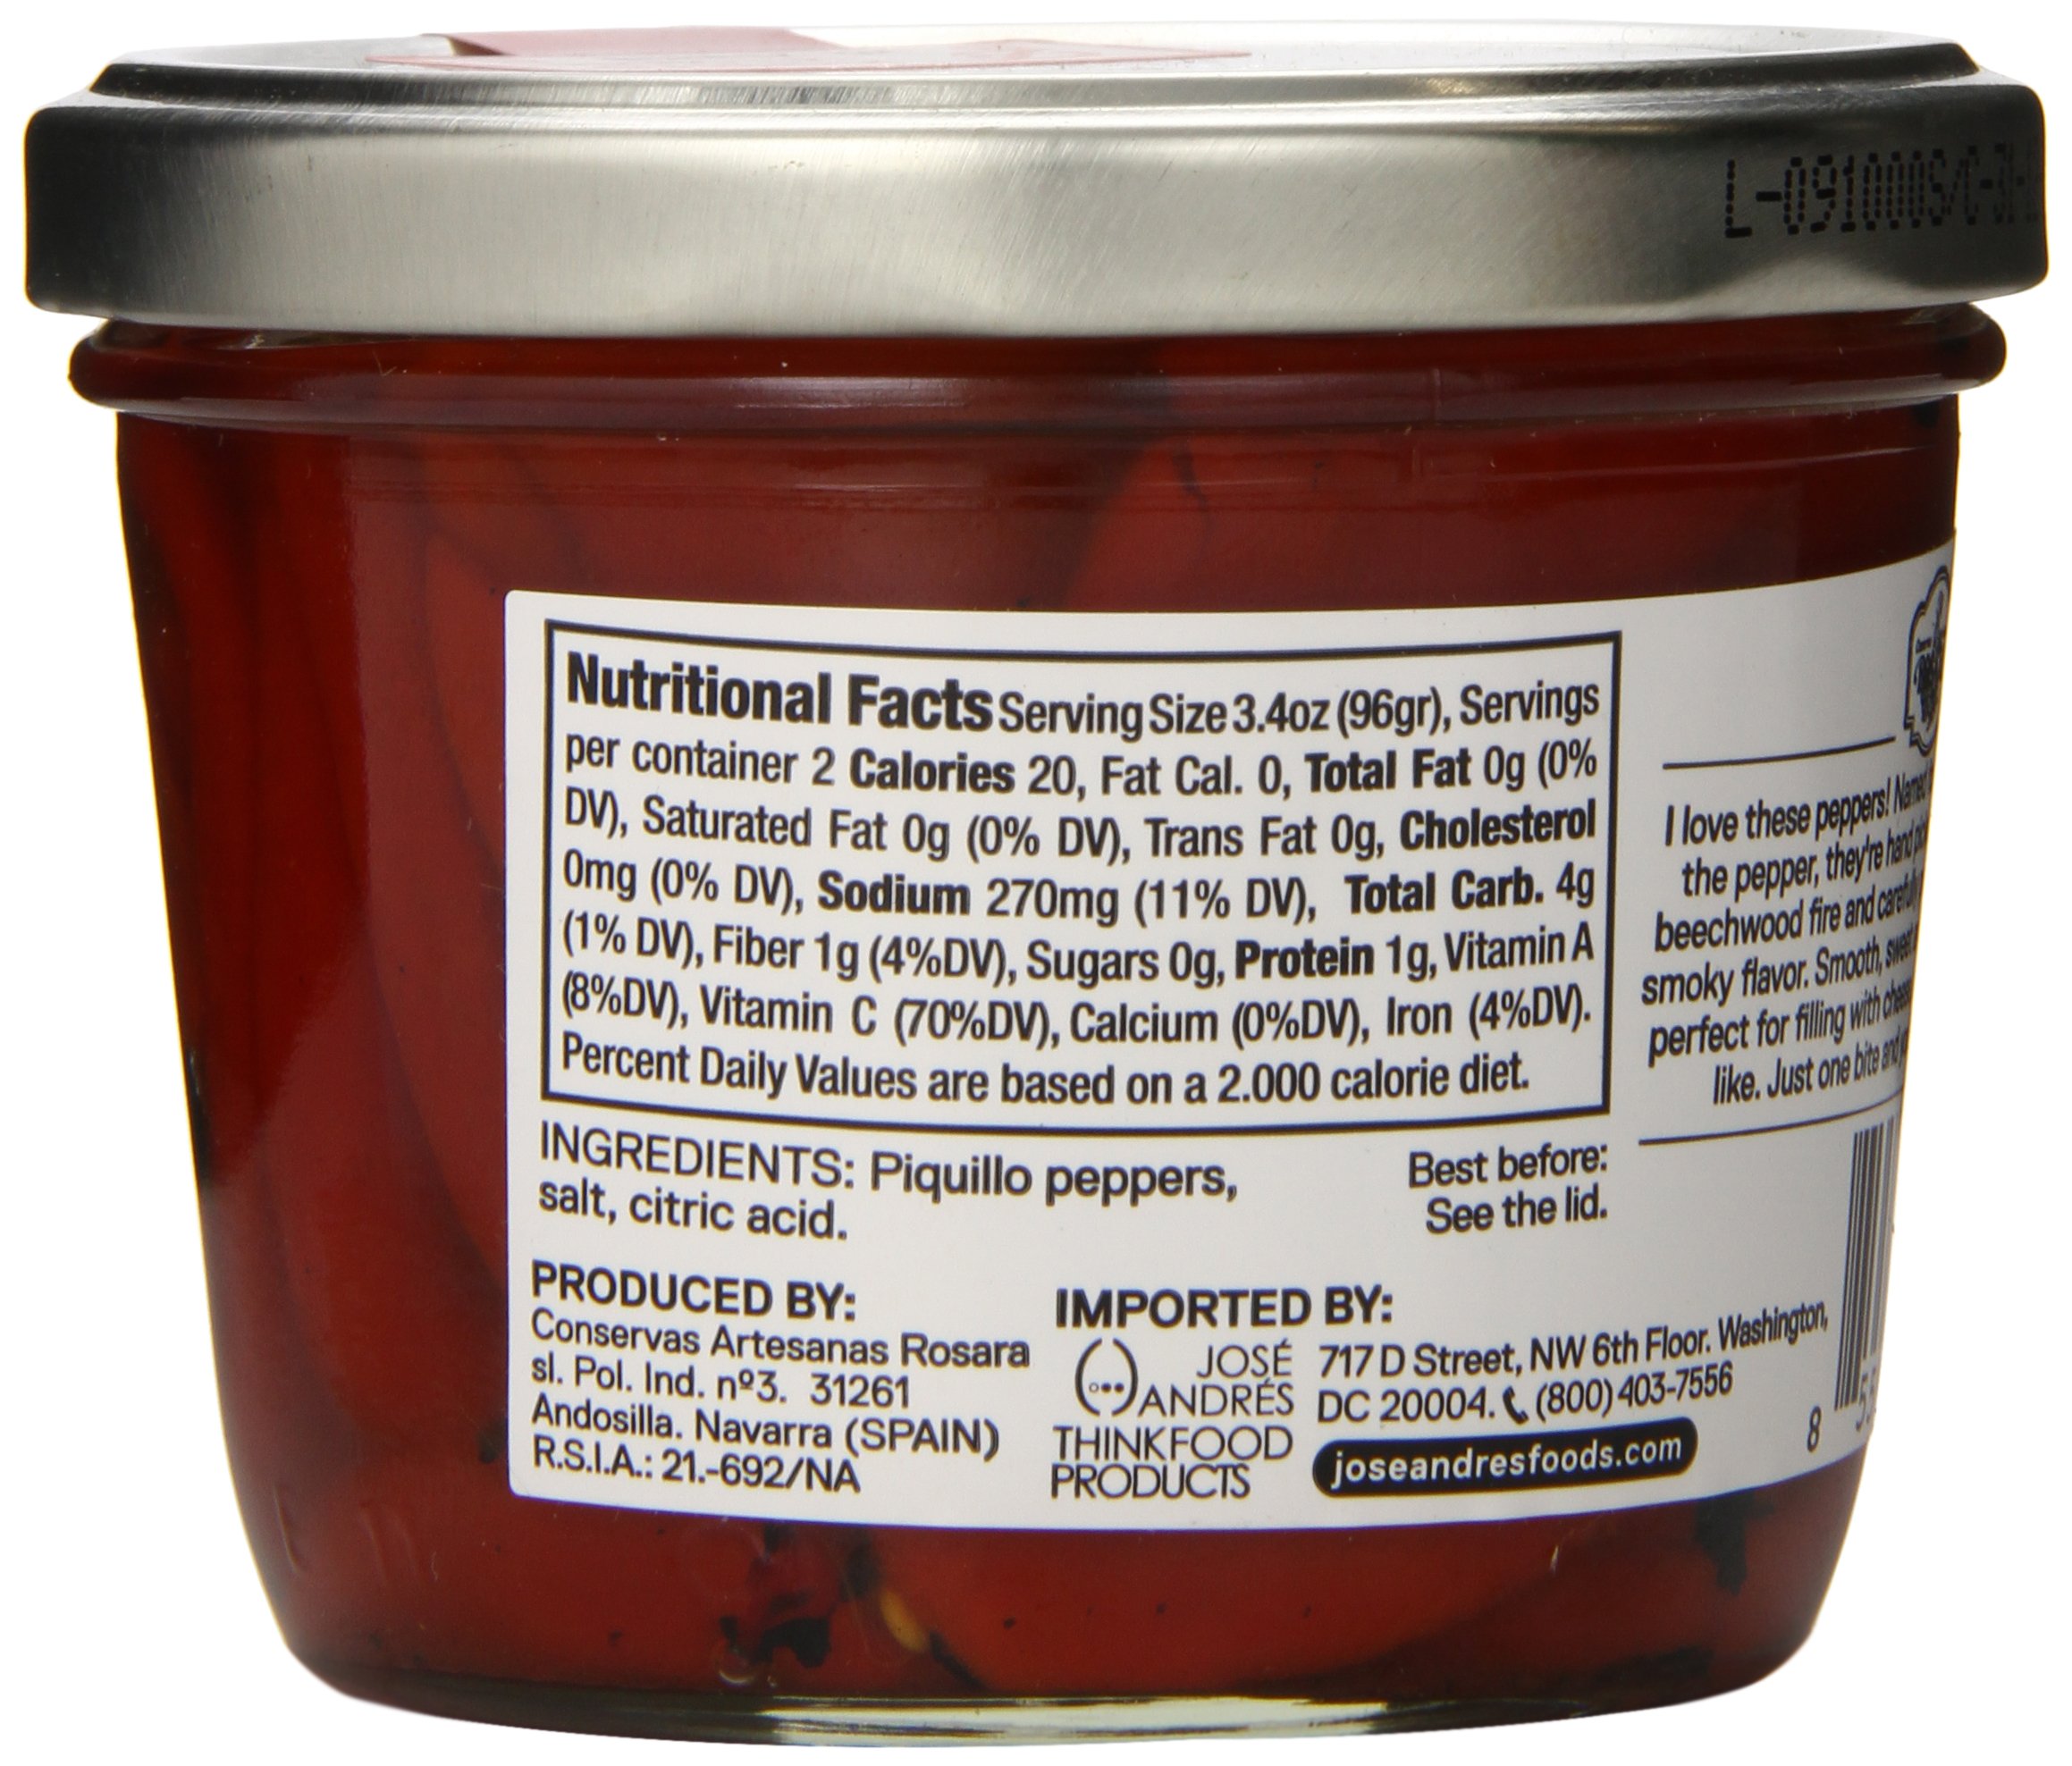 Nutritional Facts Serving Size 3.4oz (96gr), Servings
per container 2 Calories 20, Fat Cal. 0, Total Fat 0g (0%
DV), Saturated Fat 0g (0% DV), Trans Fat 0g, Cholesterol
0mg (0% DV), Sodium 270mg (11% DV), Total Carb. 4g
(1% DV), Fiber 1g (4%DV), Sugars 0g, Protein 1g, Vitamin A
(8%DV), Vitamin C (70%DV), Calcium (0%DV), Iron (4%DV).
Percent Daily Values are based on a 2.000 calorie diet.
INGREDIENTS: Piquillo peppers,
salt, citric acid.
Best before:
See the lid.
PRODUCED BY:
Conservas Artesanas Rosara
sl. Pol. Ind. nº3. 31261
Andosilla. Navarra (SPAIN)
R.S.I.A.: 21.-692/NA
IMPORTED BY:
JOSÉ
ANDRÉS
THINKFOOD
PRODUCTS
717 D Street, NW 6th Floor. Washington,
DC 20004. (800) 403-7556
joseandresfoods.com
I love these peppers! Named
the pepper, they're hand
beechwood fire and carefully
smoky flavor. Smooth,
perfect for filling with
like. Just one bite
8